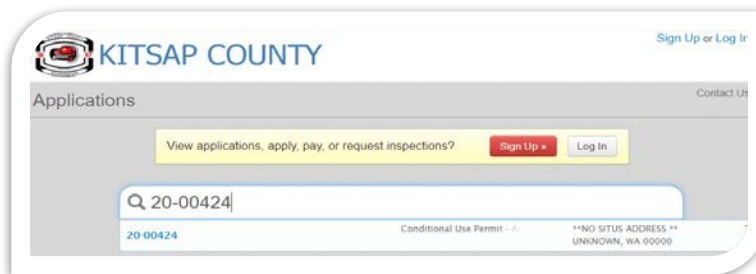 KITSAP COUNTY
Sign Up or Log In
Applications
Contact Us
View applications, apply, pay, or request inspections?
Sign Up »
Log In
20-00424
20-00424
Conditional Use Permit -
**NO SITUS ADDRESS **
UNKNOWN, WA 00000